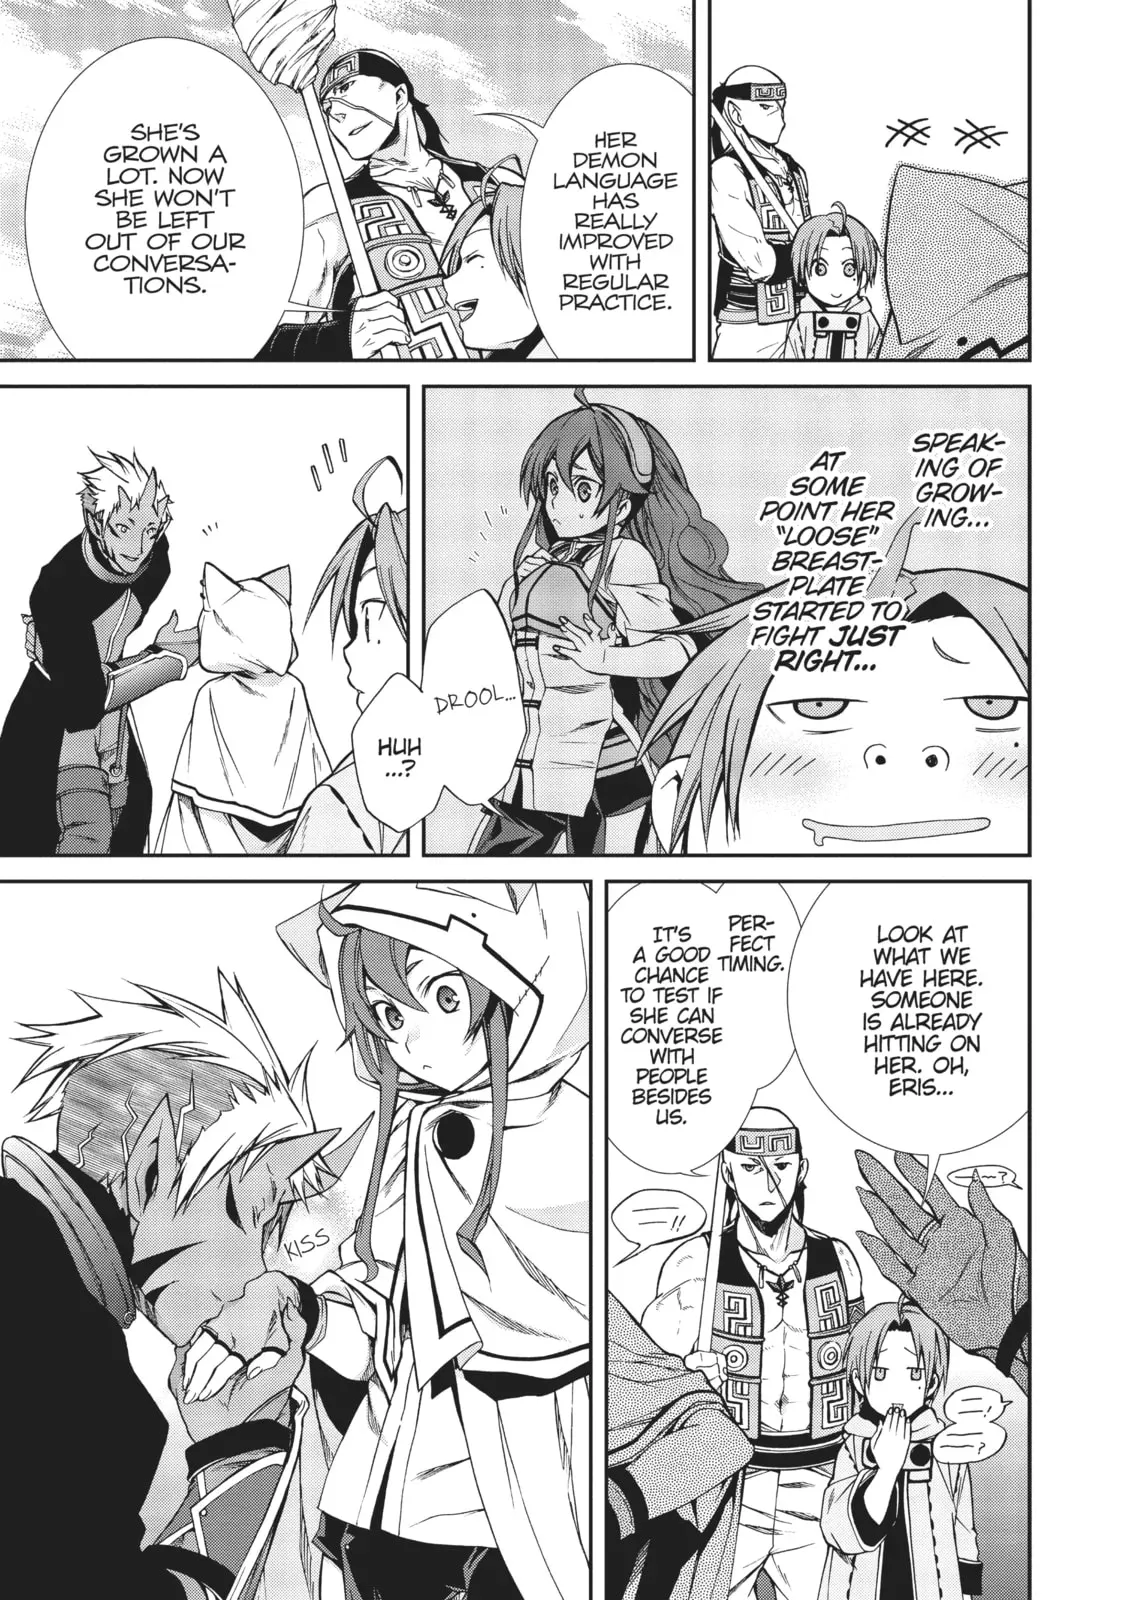 HER
DEMON
LANGUAGE
HAS
REALLY
IMPROVED
WITH
REGULAR
PRACTICE.
SHE'S
GROWN A
LOT. NOW
SHE WON'T
BE LEFT
OUT OF OUR
CONVERSA-
TIONS.
SPEAK-
ING OF
GROW-
ING...
AT
SOME
POINT HER
"LOOSE"
BREAST-
PLATE
STARTED TO
FIGHT JUST
RIGHT...
DROOL...
HUH
...?
LOOK AT
WHAT WE
HAVE HERE.
SOMEONE
IS ALREADY
HITTING ON
HER. OH,
ERIS...
PER-
FECT
TIMING.
IT'S
A GOOD
CHANCE
TO TEST IF
SHE CAN
CONVERSE
WITH
PEOPLE
BESIDES
US.
!!
?
?
KISS